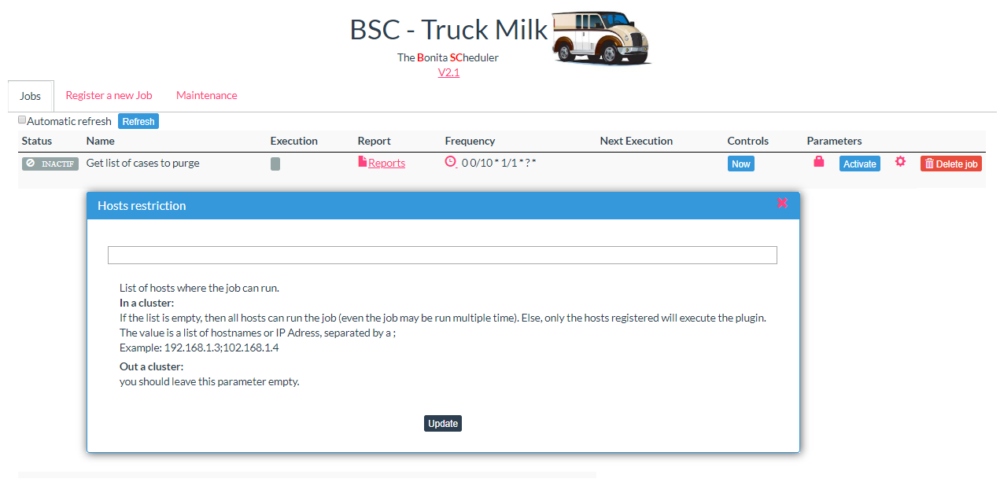 BSC - Truck Milk
The Bonita SCheduler
V2.1
Jobs Register a new Job Maintenance
Automatic refresh Refresh
Status Name Execution Report Frequency Next Execution Controls Parameters
INACTIF Get list of cases to purge Reports 0 0/10 * 1/1 * ? * Now Activate Delete job
Hosts restriction
List of hosts where the job can run.
In a cluster:
If the list is empty, then all hosts can run the job (even the job may be run multiple time). Else, only the hosts registered will execute the plugin.
The value is a list of hostnames or IP Adress, separated by a ;
Example: 192.168.1.3;102.168.1.4
Out a cluster:
you should leave this parameter empty.
Update